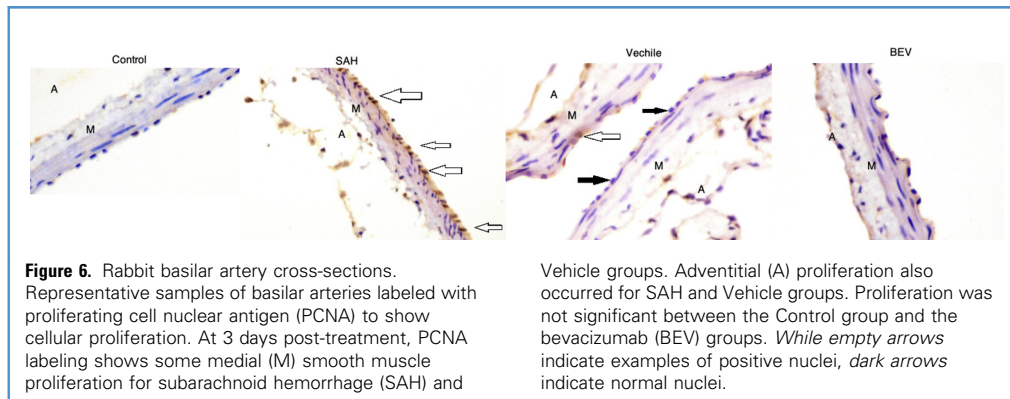 Control
SAH
Vechile
BEV
A
M
M
A
A
M
M
A
A
M
Figure 6. Rabbit basilar artery cross-sections.
Representative samples of basilar arteries labeled with
proliferating cell nuclear antigen (PCNA) to show
cellular proliferation. At 3 days post-treatment, PCNA
labeling shows some medial (M) smooth muscle
proliferation for subarachnoid hemorrhage (SAH) and
Vehicle groups. Adventitial (A) proliferation also
occurred for SAH and Vehicle groups. Proliferation was
not significant between the Control group and the
bevacizumab (BEV) groups. While empty arrows
indicate examples of positive nuclei, dark arrows
indicate normal nuclei.